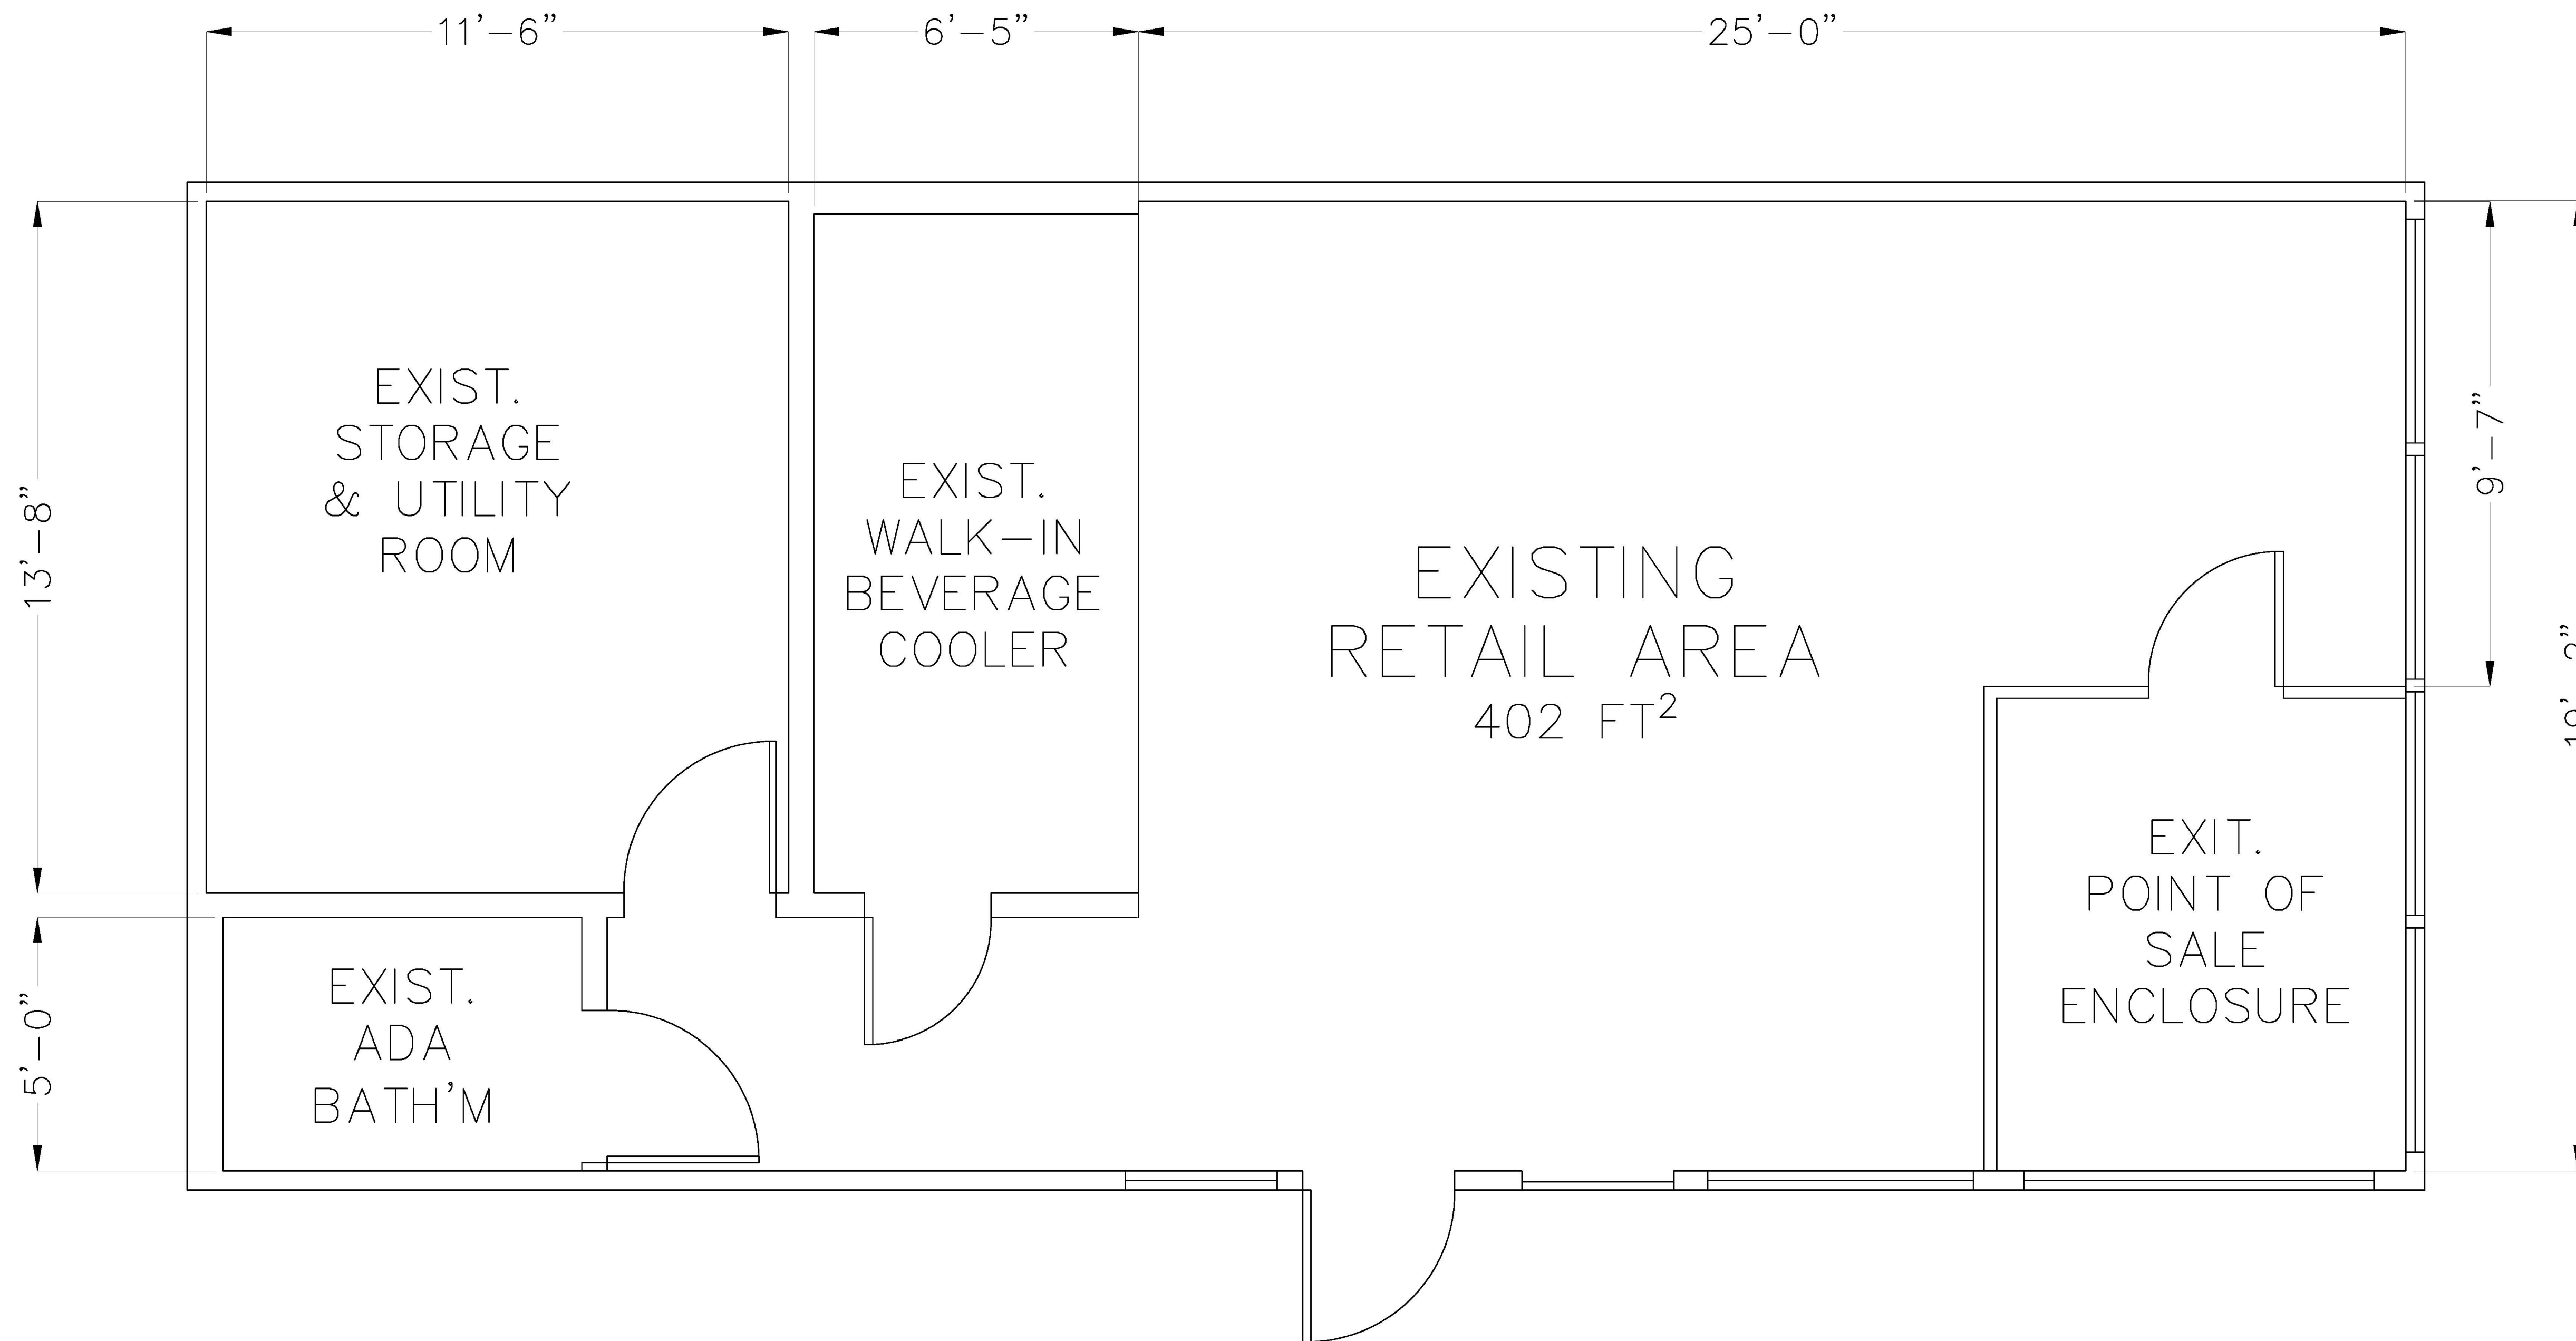 11'-6"
6'-5"
25'-0"
13'-8"
5'-0"
9'-7"
EXIST.
STORAGE
& UTILITY
ROOM
EXIST.
WALK-IN
BEVERAGE
COOLER
EXISTING
RETAIL AREA
402 FT²
EXIST.
ADA
BATH'M
EXIT.
POINT OF
SALE
ENCLOSURE